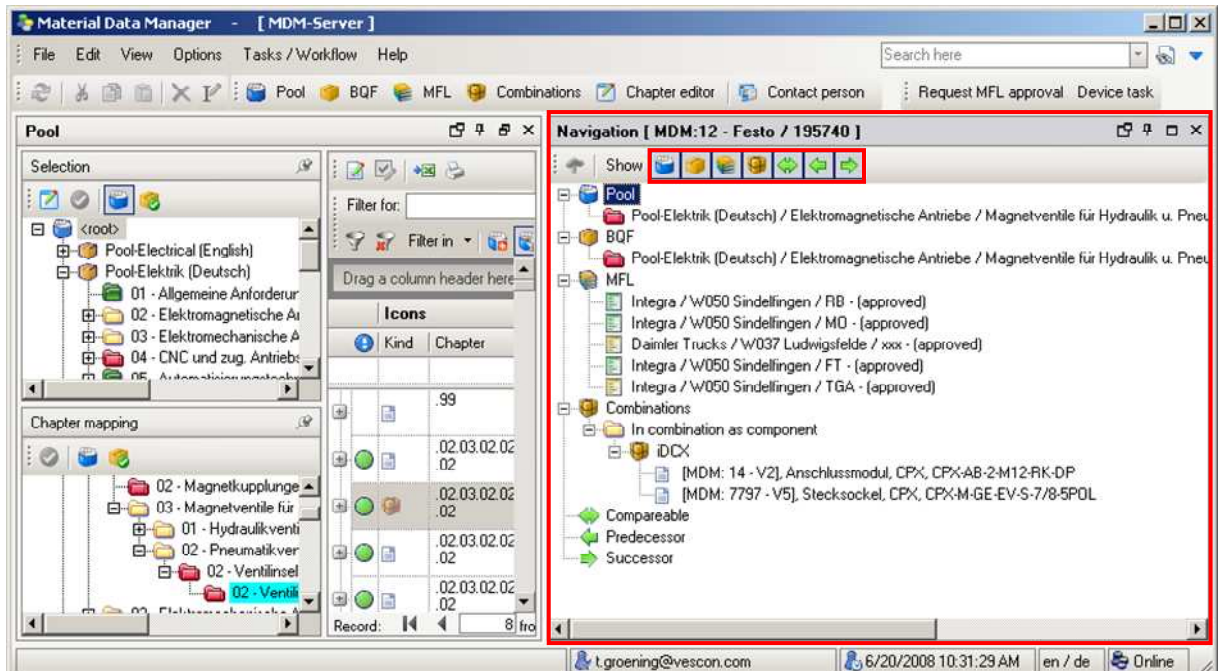 Material Data Manager - [ MDM-Server ]
File Edit View Options Tasks / Workflow Help Search here
Pool BQF MFL Combinations Chapter editor Contact person Request MFL approval Device task
Pool
Selection
<root>
Pool-Electrical (English)
Pool-Elektrik (Deutsch)
01 - Allgemeine Anforderur
02 - Elektromagnetische Ar
03 - Elektromechanische A
04 - CNC und zug. Antriebs
Chapter mapping
02 - Magnetkupplunge
03 - Magnetventile für
01 - Hydraulikventi
02 - Pneumatikver
02 - Ventilinsel
02 - Ventili
Filter for:
Filter in
Drag a column header here
Icons
Kind Chapter
.99
.02.03.02.02
.02
.02.03.02.02
.02
.02.03.02.02
.02
.02.03.02.02
.02
Record: 8 fro
Navigation [ MDM:12 - Festo / 195740 ]
Show
Pool
Pool-Elektrik (Deutsch) / Elektromagnetische Antriebe / Magnetventile für Hydraulik u. Pneu
BQF
Pool-Elektrik (Deutsch) / Elektromagnetische Antriebe / Magnetventile für Hydraulik u. Pneu
MFL
Integra / W050 Sindelfingen / RB - (approved)
Integra / W050 Sindelfingen / MO - (approved)
Daimler Trucks / W037 Ludwigsfelde / xxx - (approved)
Integra / W050 Sindelfingen / FT - (approved)
Integra / W050 Sindelfingen / TGA - (approved)
Combinations
In combination as component
iDCX
[MDM: 14 - V2], Anschlussmodul, CPX, CPX-AB-2-M12-RK-DP
[MDM: 7797 - V5], Stecksockel, CPX, CPX-M-GE-EV-S-7/8-5POL
Compareable
Predecessor
Successor
t.groening@vescon.com 6/20/2008 10:31:29 AM en / de Online